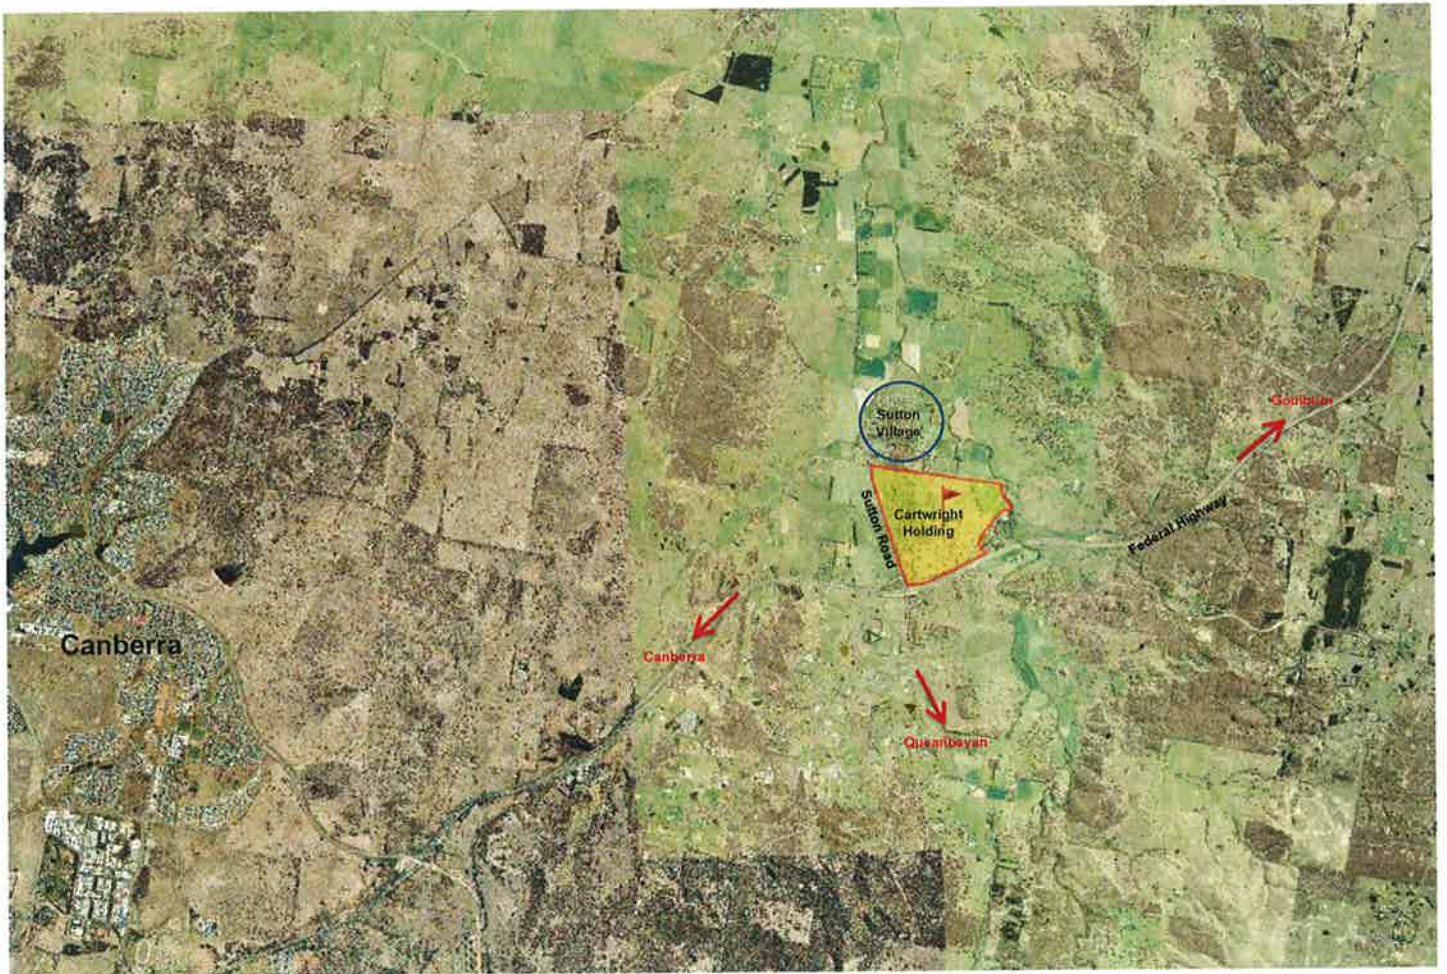 Goulburn
Sutton
Village
Cartwright
Holding
Sutton Road
Federal Highway
Canberra
Canberra
Queanbeyan